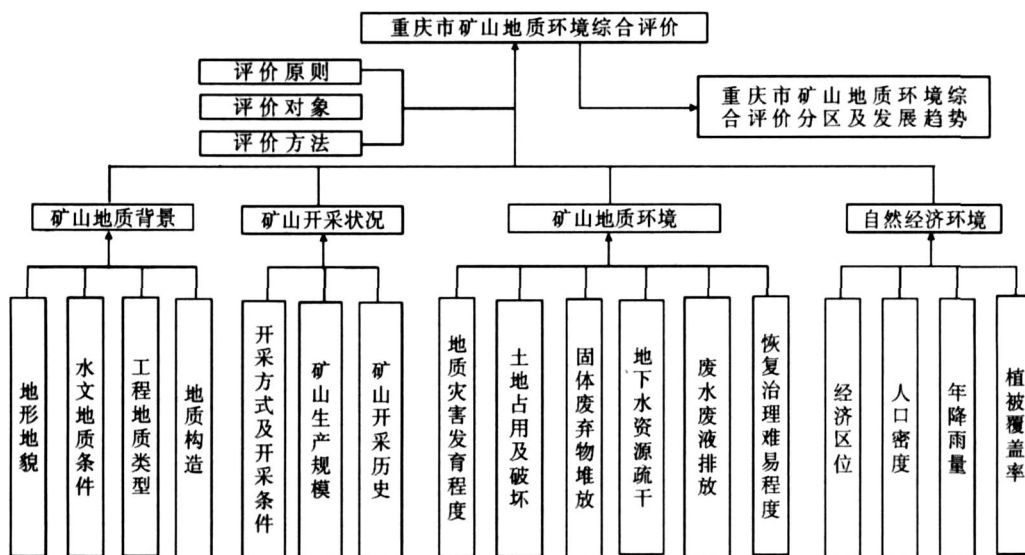 重庆市矿山地质环境综合评价
评价原则
评价对象
评价方法
重庆市矿山地质环境综
合评价分区及发展趋势
矿山地质背景
矿山开采状况
矿山地质环境
自然经济环境
地形地貌
水文地质条件
工程地质类型
地质构造
开采方式及开采条件
矿山生产规模
矿山开采历史
地质灾害发育程度
土地占用及破坏
固体废弃物堆放
地下水资源疏干
废水废液排放
恢复治理难易程度
经济区位
人口密度
年降雨量
植被覆盖率